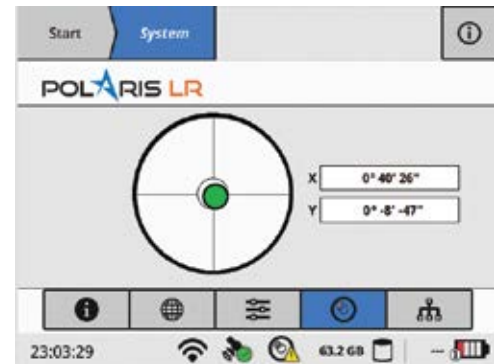 Start System
POLARIS LR
X 0° 40' 26"
Y 0° -8' -47"
23:03:29 63.2 GB --